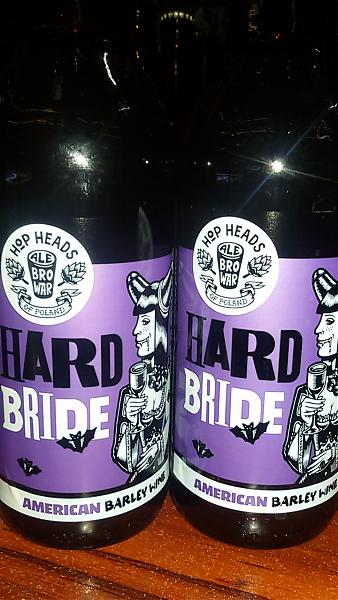 HOP HEADS
ALE
BRO
WAR
OF POLAND
HARD
BRIDE
AMERICAN BARLEY WINE
HOP HEADS
ALE
BRO
WAR
OF POLAND
HARD
BRIDE
AMERICAN BARLEY WINE